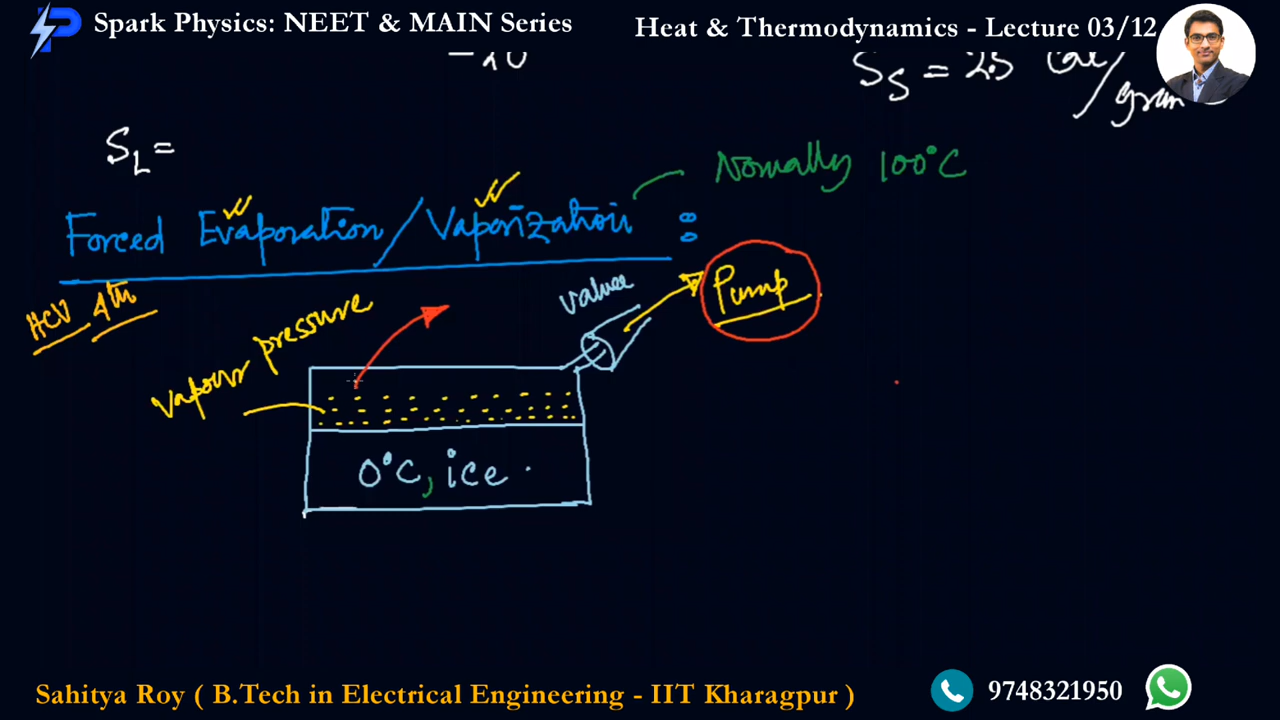 Spark Physics: NEET & MAIN Series
Heat & Thermodynamics - Lecture 03/12
S_S = 2.5 Cal/gram
S_L =
Normally 100°C
Forced Evaporation/Vaporization :
HCV 4th
Vapour pressure
value
Pump
0°C, ice
Sahitya Roy ( B.Tech in Electrical Engineering - IIT Kharagpur )
9748321950